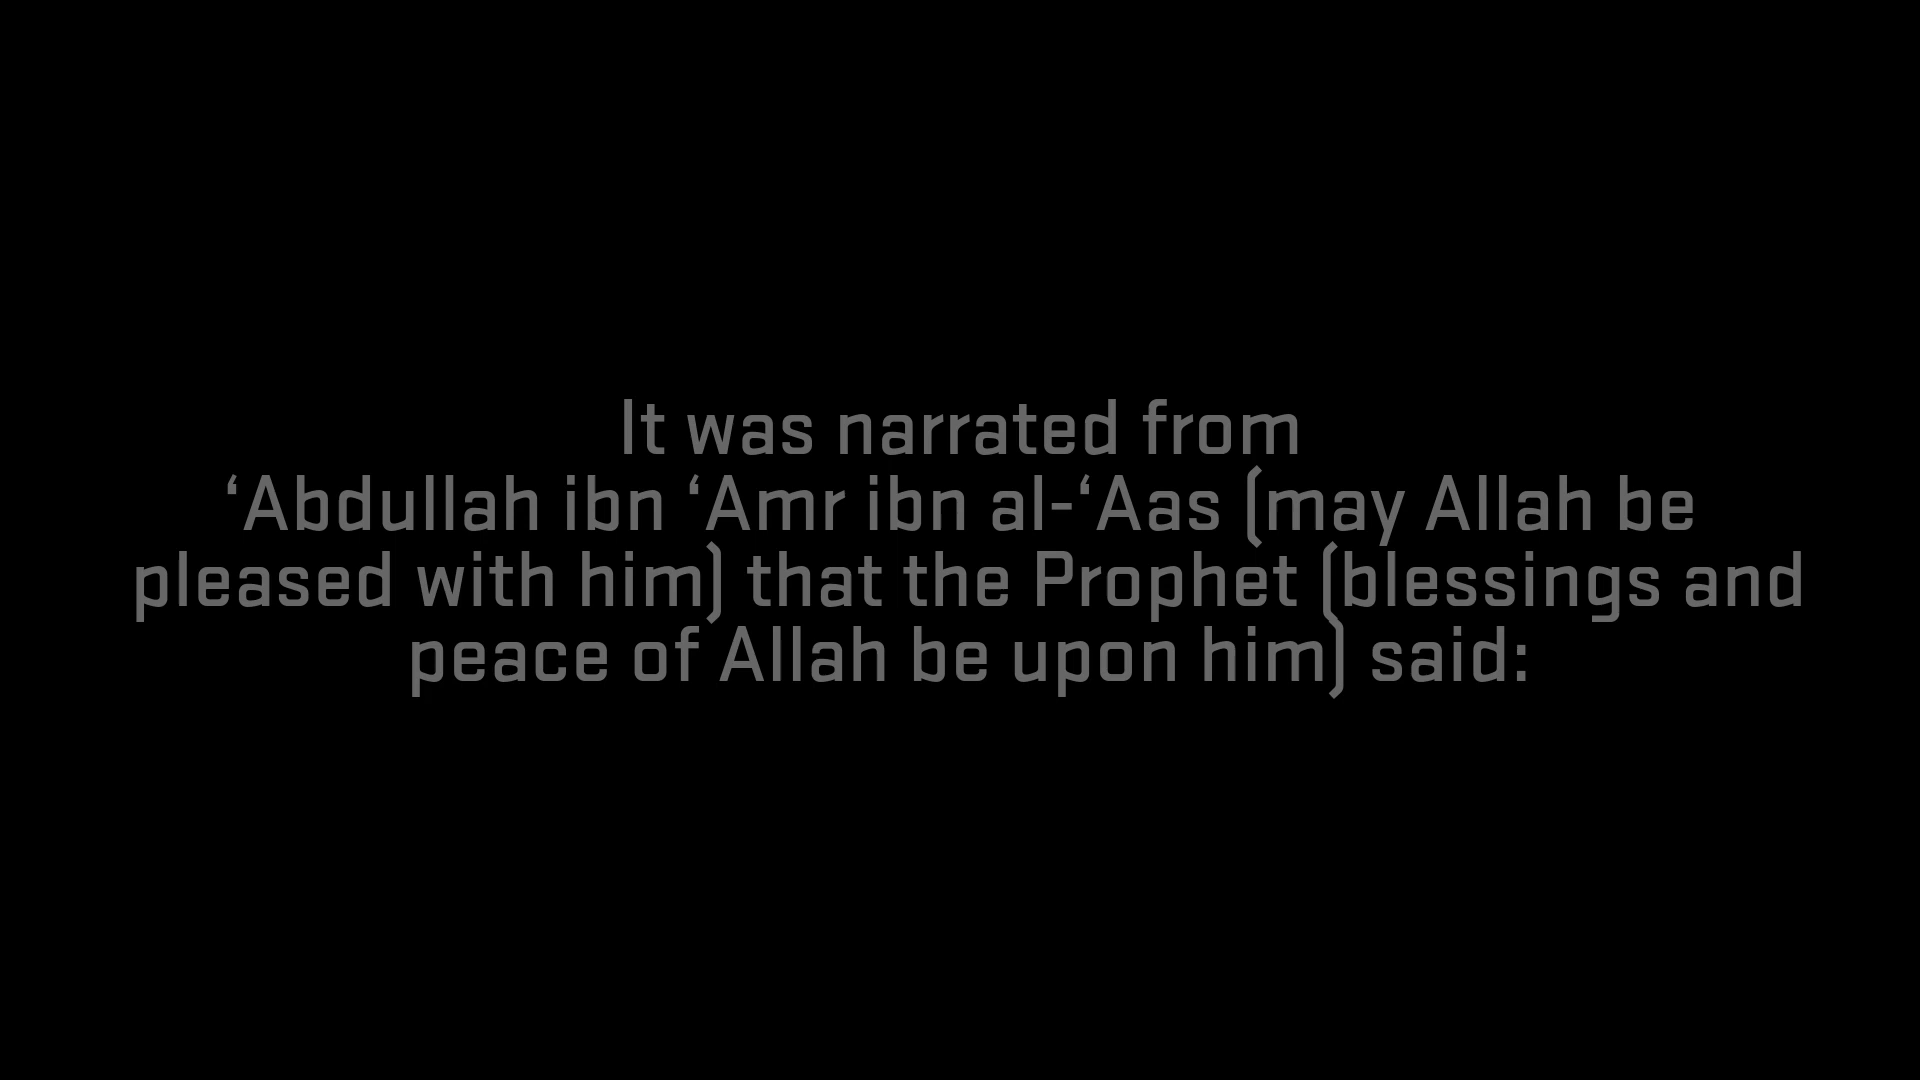 It was narrated from
‘Abdullah ibn ‘Amr ibn al-‘Aas (may Allah be
pleased with him) that the Prophet (blessings and
peace of Allah be upon him) said: